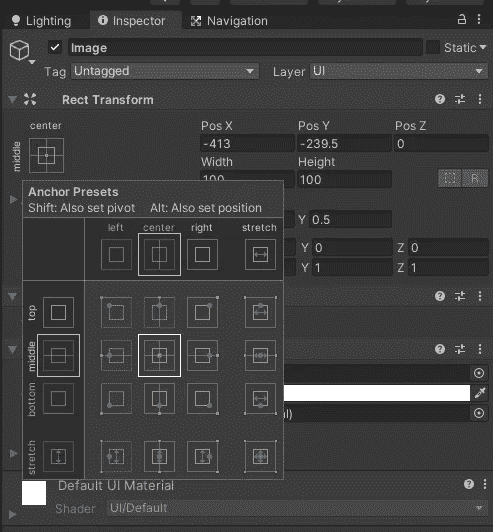 Lighting Inspector Navigation
Image Static
Tag Untagged Layer UI
Rect Transform
center
middle
Pos X Pos Y Pos Z
-413 -239.5 0
Width Height
100 100
R
Anchor Presets
Shift: Also set pivot Alt: Also set position
Y 0.5
left center right stretch
Y 0 Z 0
Y 1 Z 1
top
middle
bottom
stretch
Default UI Material
Shader UI/Default